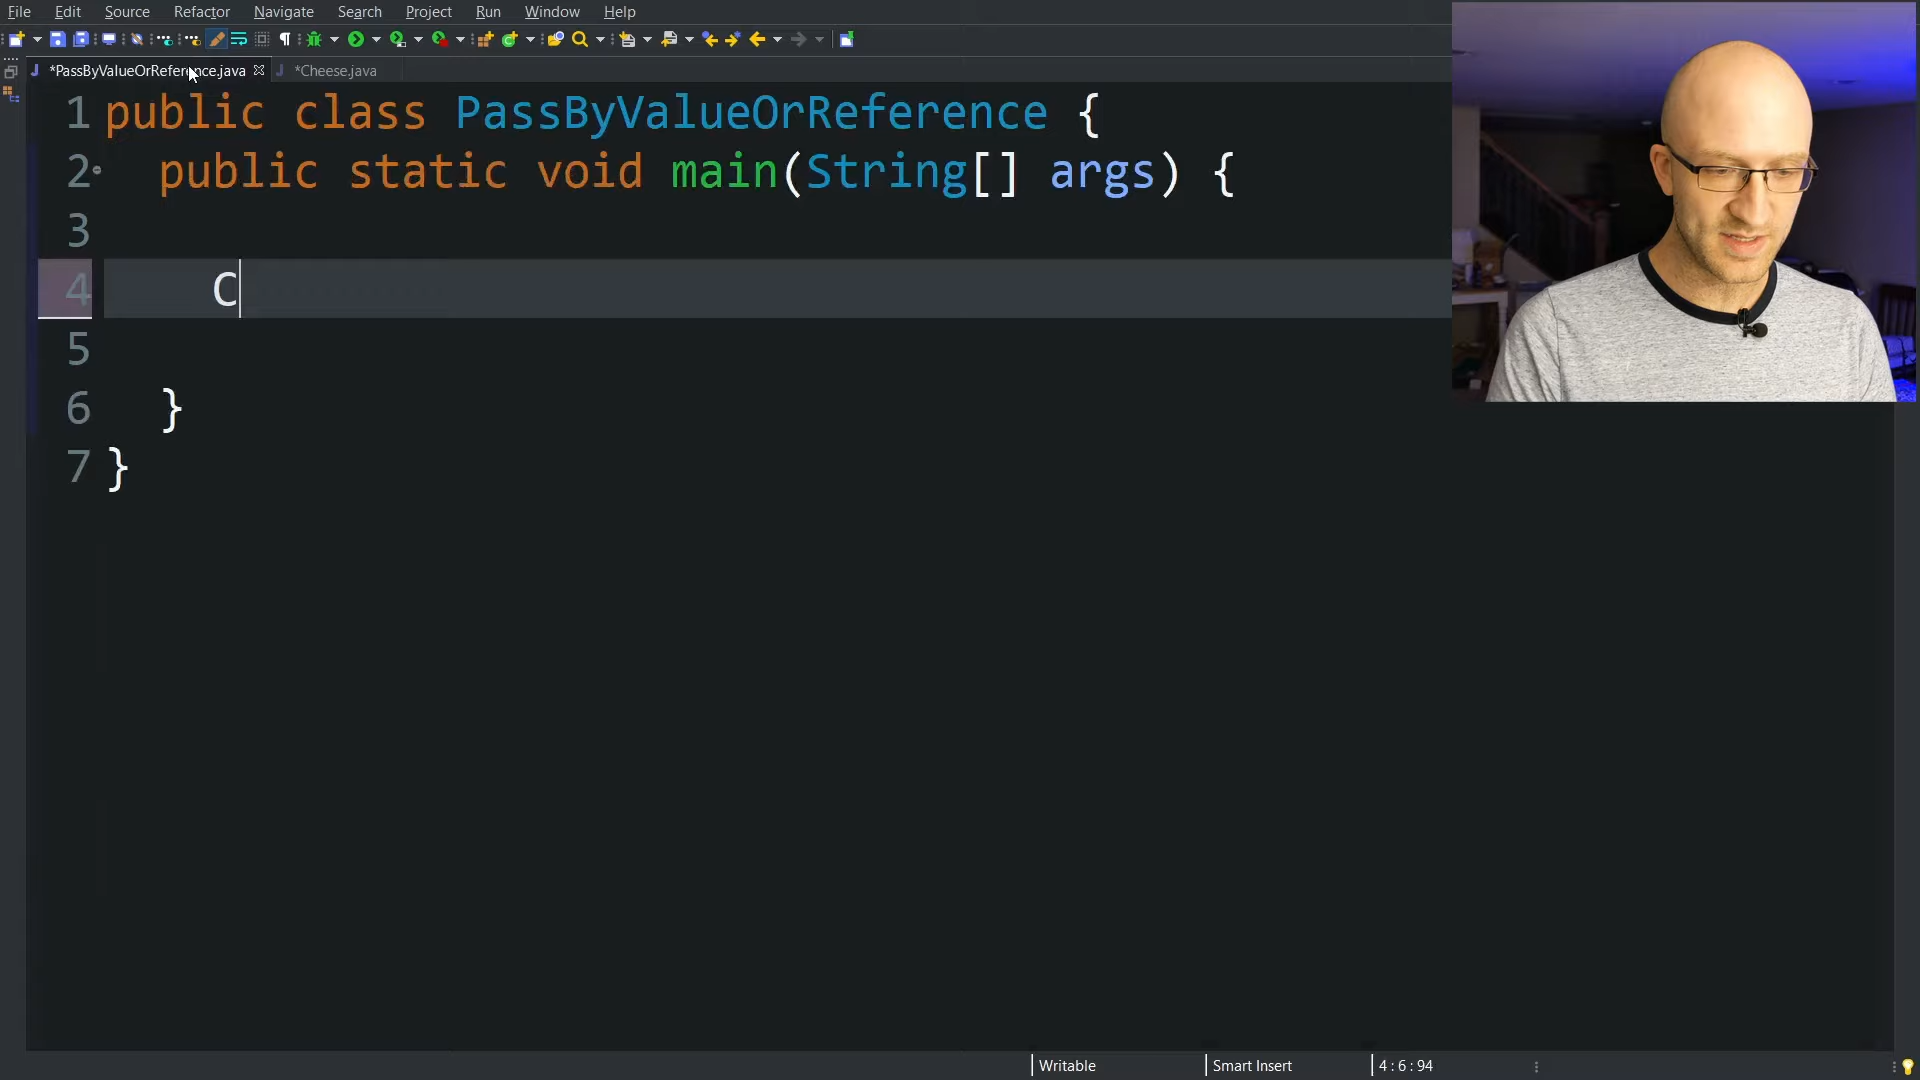 File Edit Source Refactor Navigate Search Project Run Window Help
*PassByValueOrReference.java *Cheese.java
1 public class PassByValueOrReference {
2 public static void main(String[] args) {
3
4 C
5
6 }
7 }
Writable Smart Insert 4 : 6 : 94